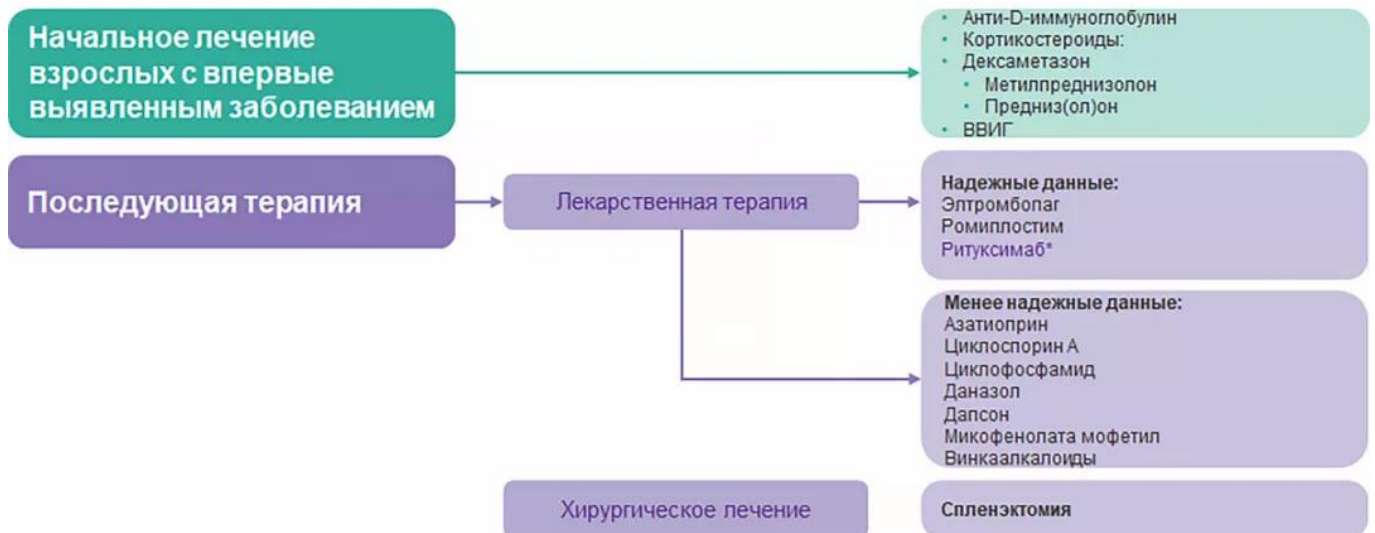 Начальное лечение
взрослых с впервые
выявленным заболеванием
• Анти-D-иммуноглобулин
• Кортикостероиды:
• Дексаметазон
• Метилпреднизолон
• Предниз(ол)он
• ВВИГ
Последующая терапия
Лекарственная терапия
Надежные данные:
Элтромбопаг
Ромиплостим
Ритуксимаб*
Менее надежные данные:
Азатиоприн
Циклоспорин А
Циклофосфамид
Даназол
Дапсон
Микофенолата мофетил
Винкаалкалоиды
Хирургическое лечение
Спленэктомия